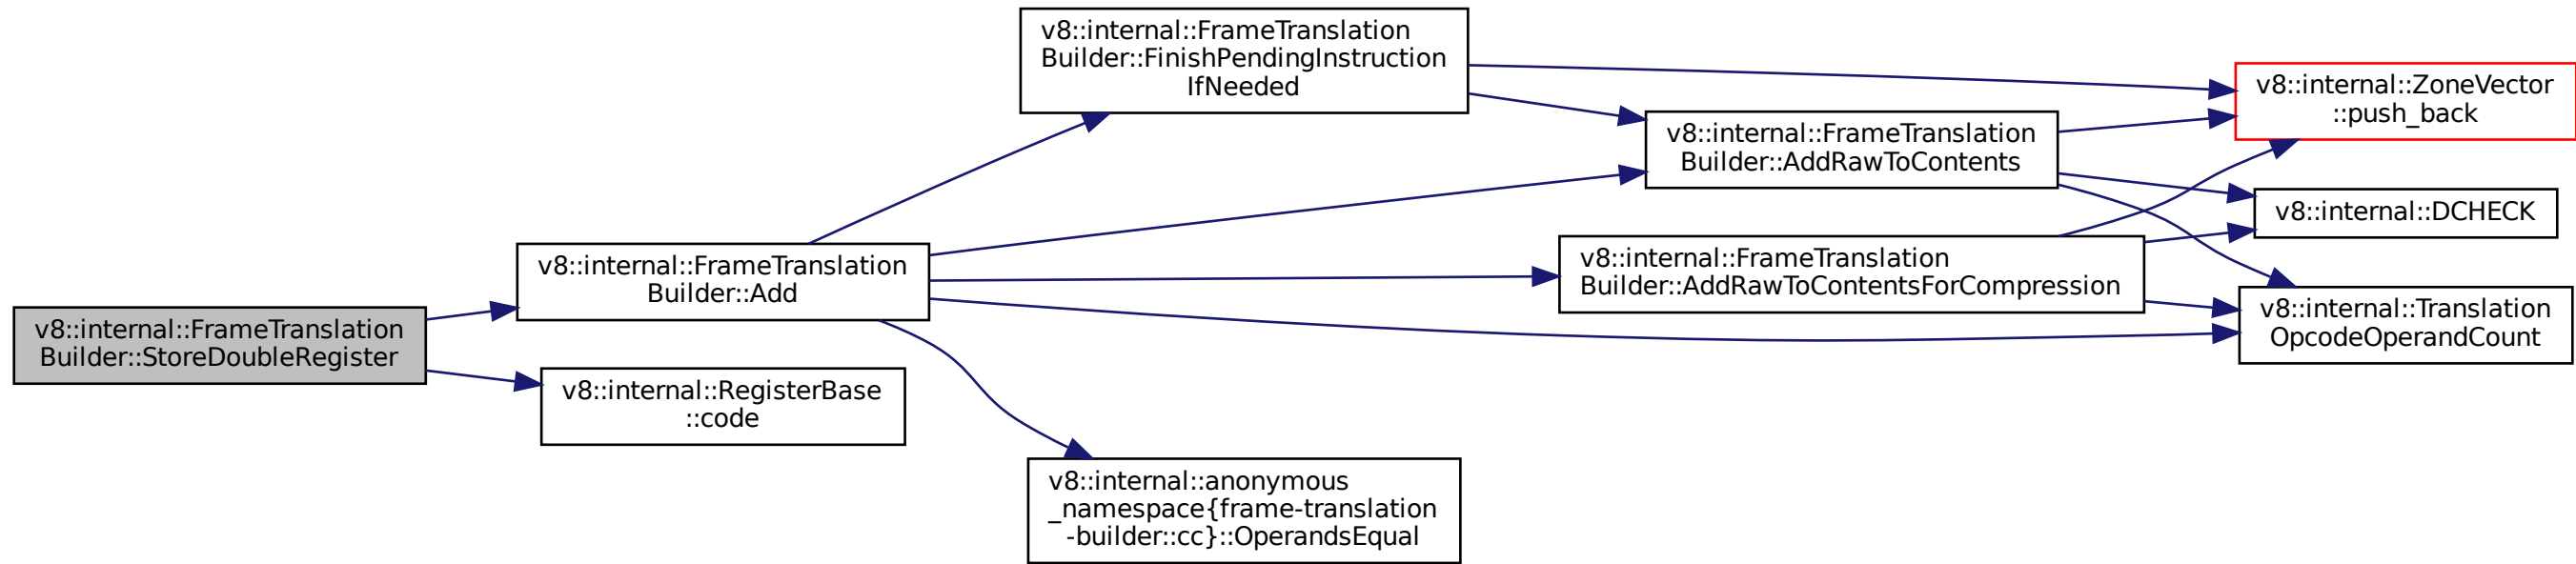 v8::internal::FrameTranslation
Builder::StoreDoubleRegister
v8::internal::FrameTranslation
Builder::Add
v8::internal::RegisterBase
::code
v8::internal::FrameTranslation
Builder::FinishPendingInstruction
IfNeeded
v8::internal::FrameTranslation
Builder::AddRawToContents
v8::internal::FrameTranslation
Builder::AddRawToContentsForCompression
v8::internal::anonymous
_namespace{frame-translation
-builder::cc}::OperandsEqual
v8::internal::ZoneVector
::push_back
v8::internal::DCHECK
v8::internal::Translation
OpcodeOperandCount